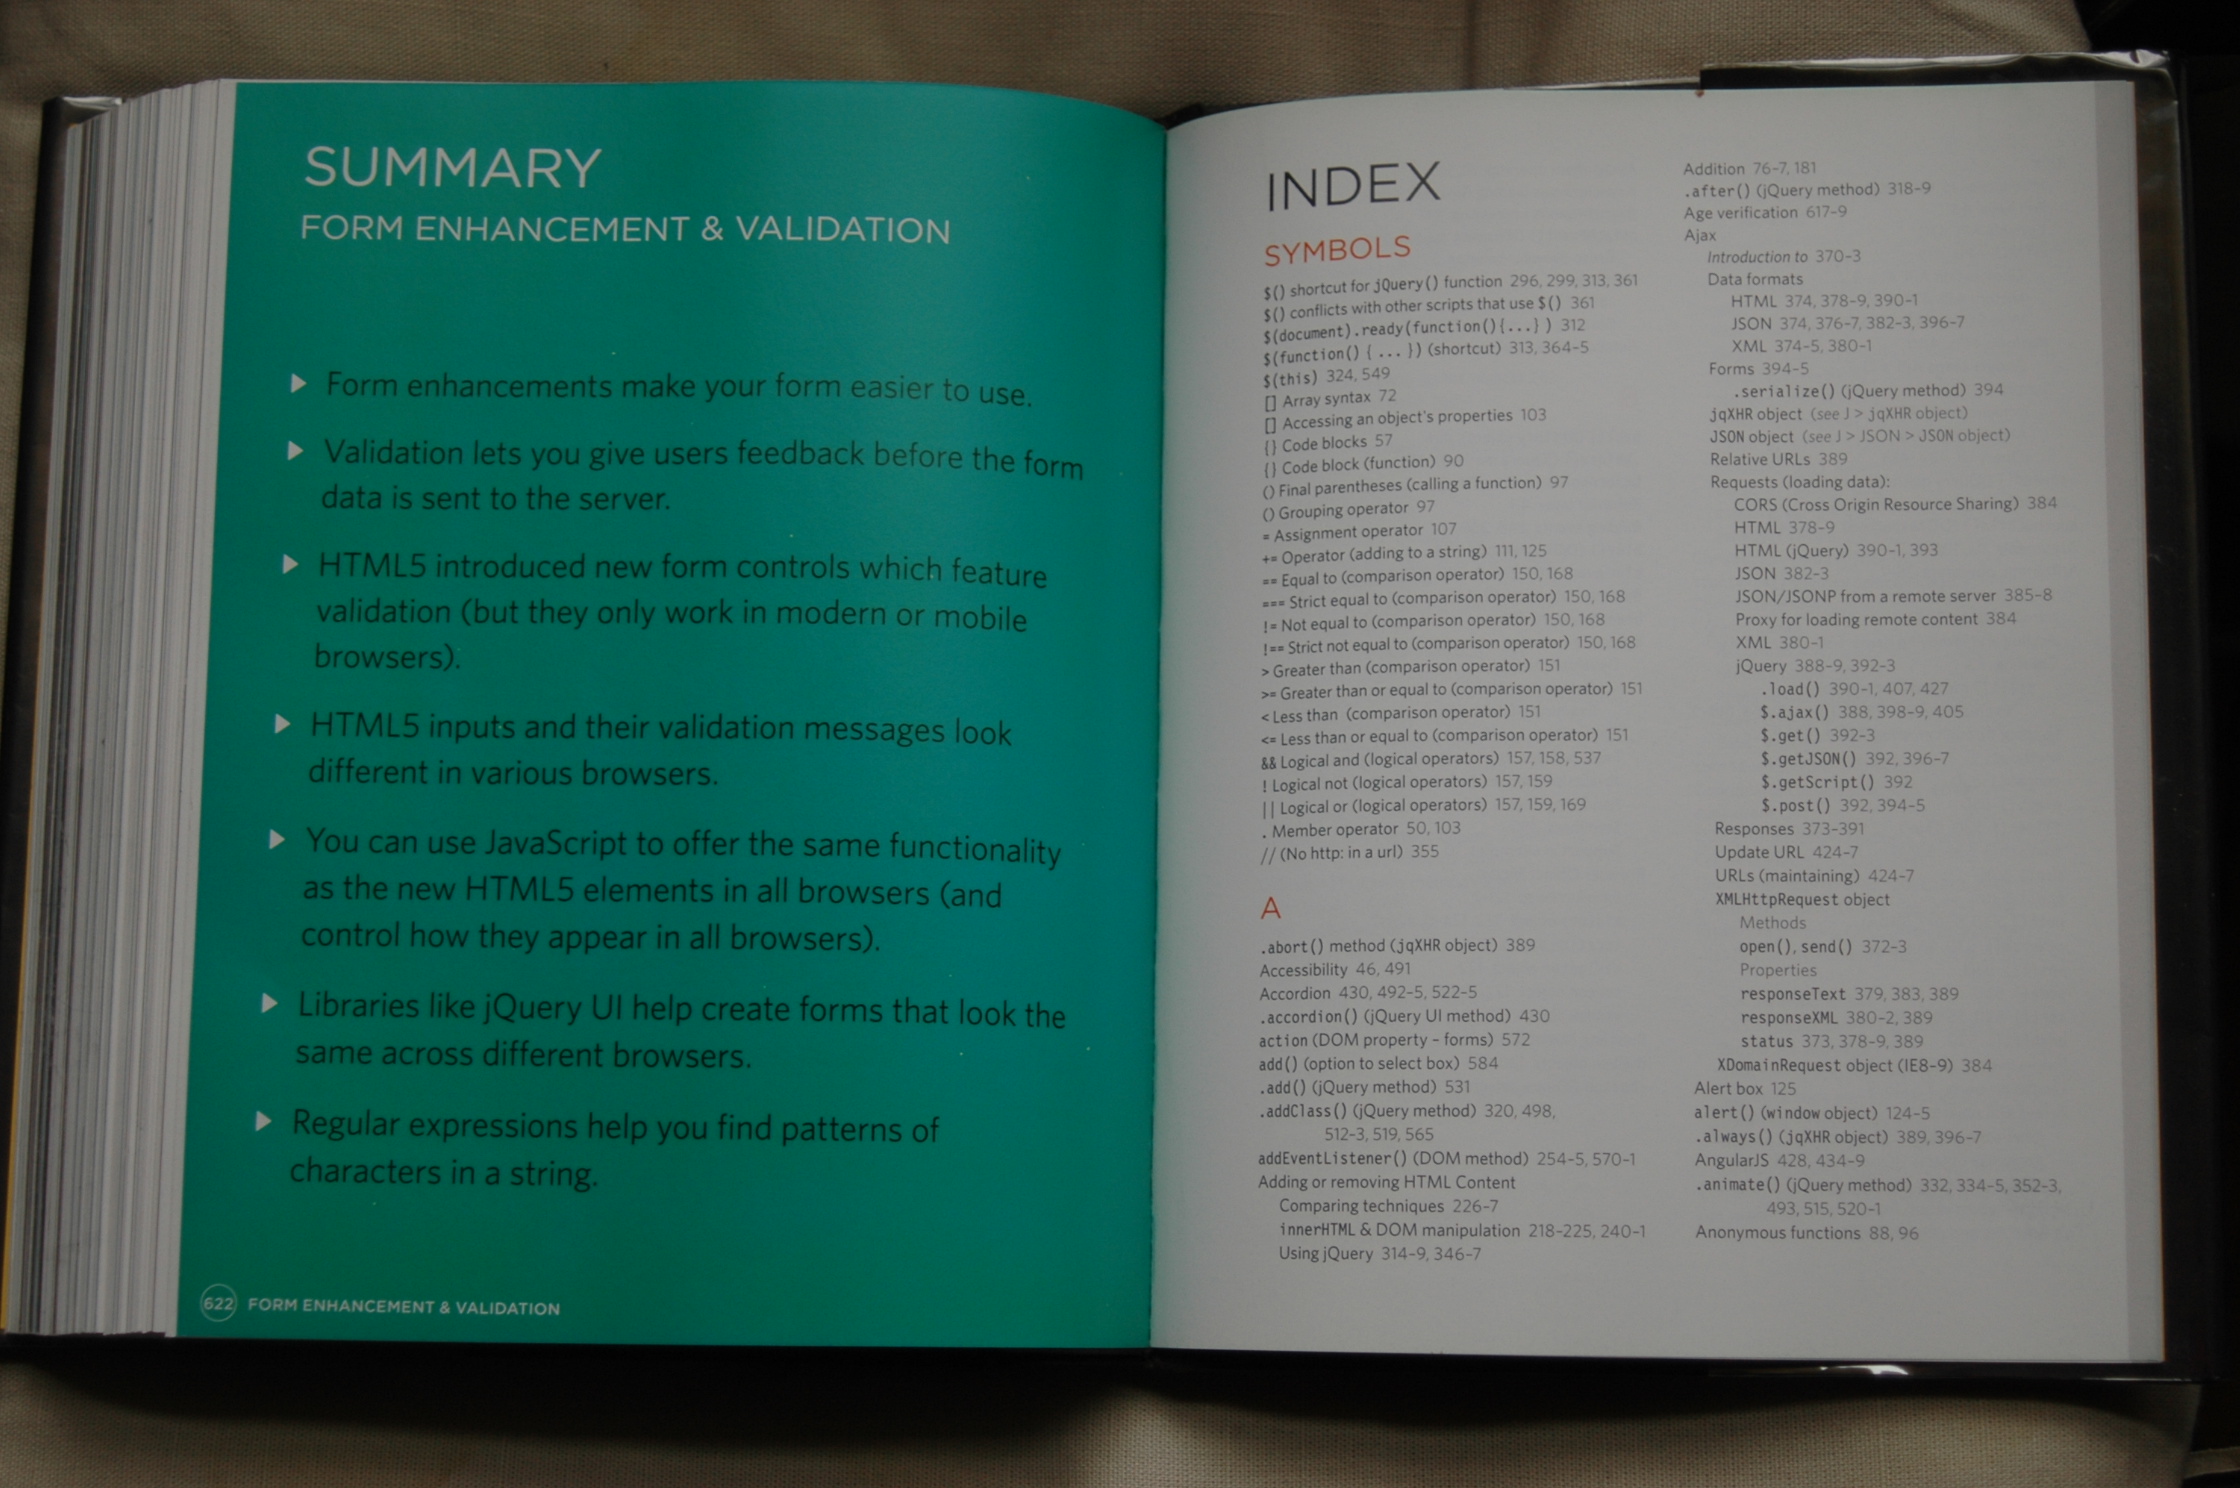 SUMMARY
FORM ENHANCEMENT & VALIDATION
Form enhancements make your form easier to use.
Validation lets you give users feedback before the form
data is sent to the server.
HTML5 introduced new form controls which feature
validation (but they only work in modern or mobile
browsers).
HTML5 inputs and their validation messages look
different in various browsers.
You can use JavaScript to offer the same functionality
as the new HTML5 elements in all browsers (and
control how they appear in all browsers).
Libraries like jQuery UI help create forms that look the
same across different browsers.
Regular expressions help you find patterns of
characters in a string.
622 FORM ENHANCEMENT & VALIDATION
INDEX
SYMBOLS
$() shortcut for jQuery() function 296, 299, 313, 361
$() conflicts with other scripts that use $() 361
$(document).ready(function(){...} ) 312
$(function() { ... }) (shortcut) 313, 364-5
$(this) 324, 549
[] Array syntax 72
[] Accessing an object's properties 103
{} Code blocks 57
{} Code block (function) 90
() Final parentheses (calling a function) 97
() Grouping operator 97
= Assignment operator 107
+= Operator (adding to a string) 111, 125
== Equal to (comparison operator) 150, 168
=== Strict equal to (comparison operator) 150, 168
!= Not equal to (comparison operator) 150, 168
!== Strict not equal to (comparison operator) 150, 168
> Greater than (comparison operator) 151
>= Greater than or equal to (comparison operator) 151
< Less than (comparison operator) 151
<= Less than or equal to (comparison operator) 151
&& Logical and (logical operators) 157, 158, 537
! Logical not (logical operators) 157, 159
|| Logical or (logical operators) 157, 159, 169
. Member operator 50, 103
// (No http: in a url) 355
A
.abort() method (jqXHR object) 389
Accessibility 46, 491
Accordion 430, 492-5, 522-5
.accordion() (jQuery UI method) 430
action (DOM property - forms) 572
add() (option to select box) 584
.add() (jQuery method) 531
.addClass() (jQuery method) 320, 498,
512-3, 519, 565
addEventListener() (DOM method) 254-5, 570-1
Adding or removing HTML Content
Comparing techniques 226-7
innerHTML & DOM manipulation 218-225, 240-1
Using jQuery 314-9, 346-7
Addition 76-7, 181
.after() (jQuery method) 318-9
Age verification 617-9
Ajax
Introduction to 370-3
Data formats
HTML 374, 378-9, 390-1
JSON 374, 376-7, 382-3, 396-7
XML 374-5, 380-1
Forms 394-5
.serialize() (jQuery method) 394
jqXHR object (see J > jqXHR object)
JSON object (see J > JSON > JSON object)
Relative URLs 389
Requests (loading data):
CORS (Cross Origin Resource Sharing) 384
HTML 378-9
HTML (jQuery) 390-1, 393
JSON 382-3
JSON/JSONP from a remote server 385-8
Proxy for loading remote content 384
XML 380-1
jQuery 388-9, 392-3
.load() 390-1, 407, 427
$.ajax() 388, 398-9, 405
$.get() 392-3
$.getJSON() 392, 396-7
$.getScript() 392
$.post() 392, 394-5
Responses 373-391
Update URL 424-7
URLs (maintaining) 424-7
XMLHttpRequest object
Methods
open(), send() 372-3
Properties
responseText 379, 383, 389
responseXML 380-2, 389
status 373, 378-9, 389
XDomainRequest object (IE8-9) 384
Alert box 125
alert() (window object) 124-5
.always() (jqXHR object) 389, 396-7
AngularJS 428, 434-9
.animate() (jQuery method) 332, 334-5, 352-3,
493, 515, 520-1
Anonymous functions 88, 96